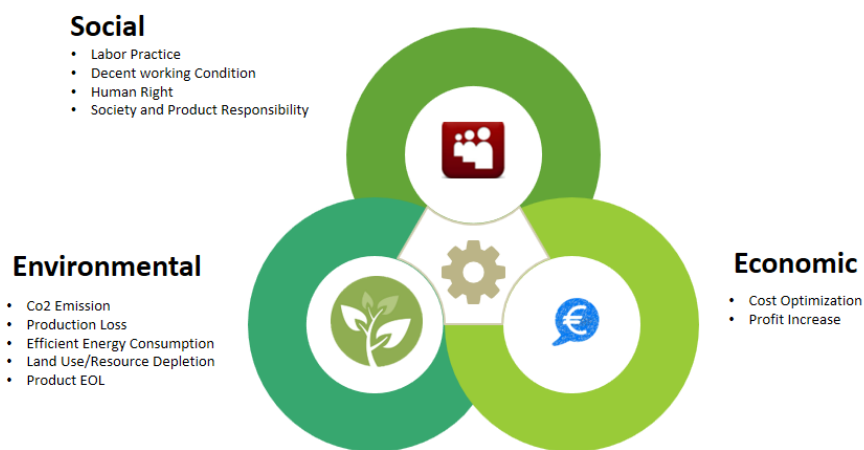 Social
• Labor Practice
• Decent working Condition
• Human Right
• Society and Product Responsibility
Environmental
• Co2 Emission
• Production Loss
• Efficient Energy Consumption
• Land Use/Resource Depletion
• Product EOL
Economic
• Cost Optimization
• Profit Increase
€